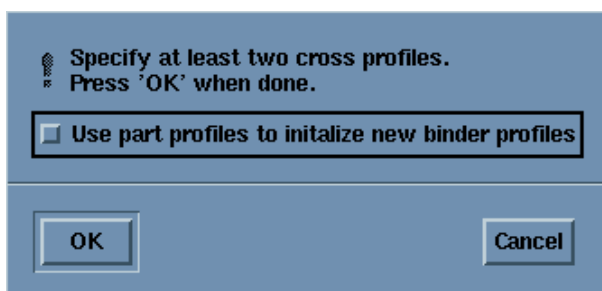 Specify at least two cross profiles.
Press 'OK' when done.
Use part profiles to initalize new binder profiles
OK
Cancel